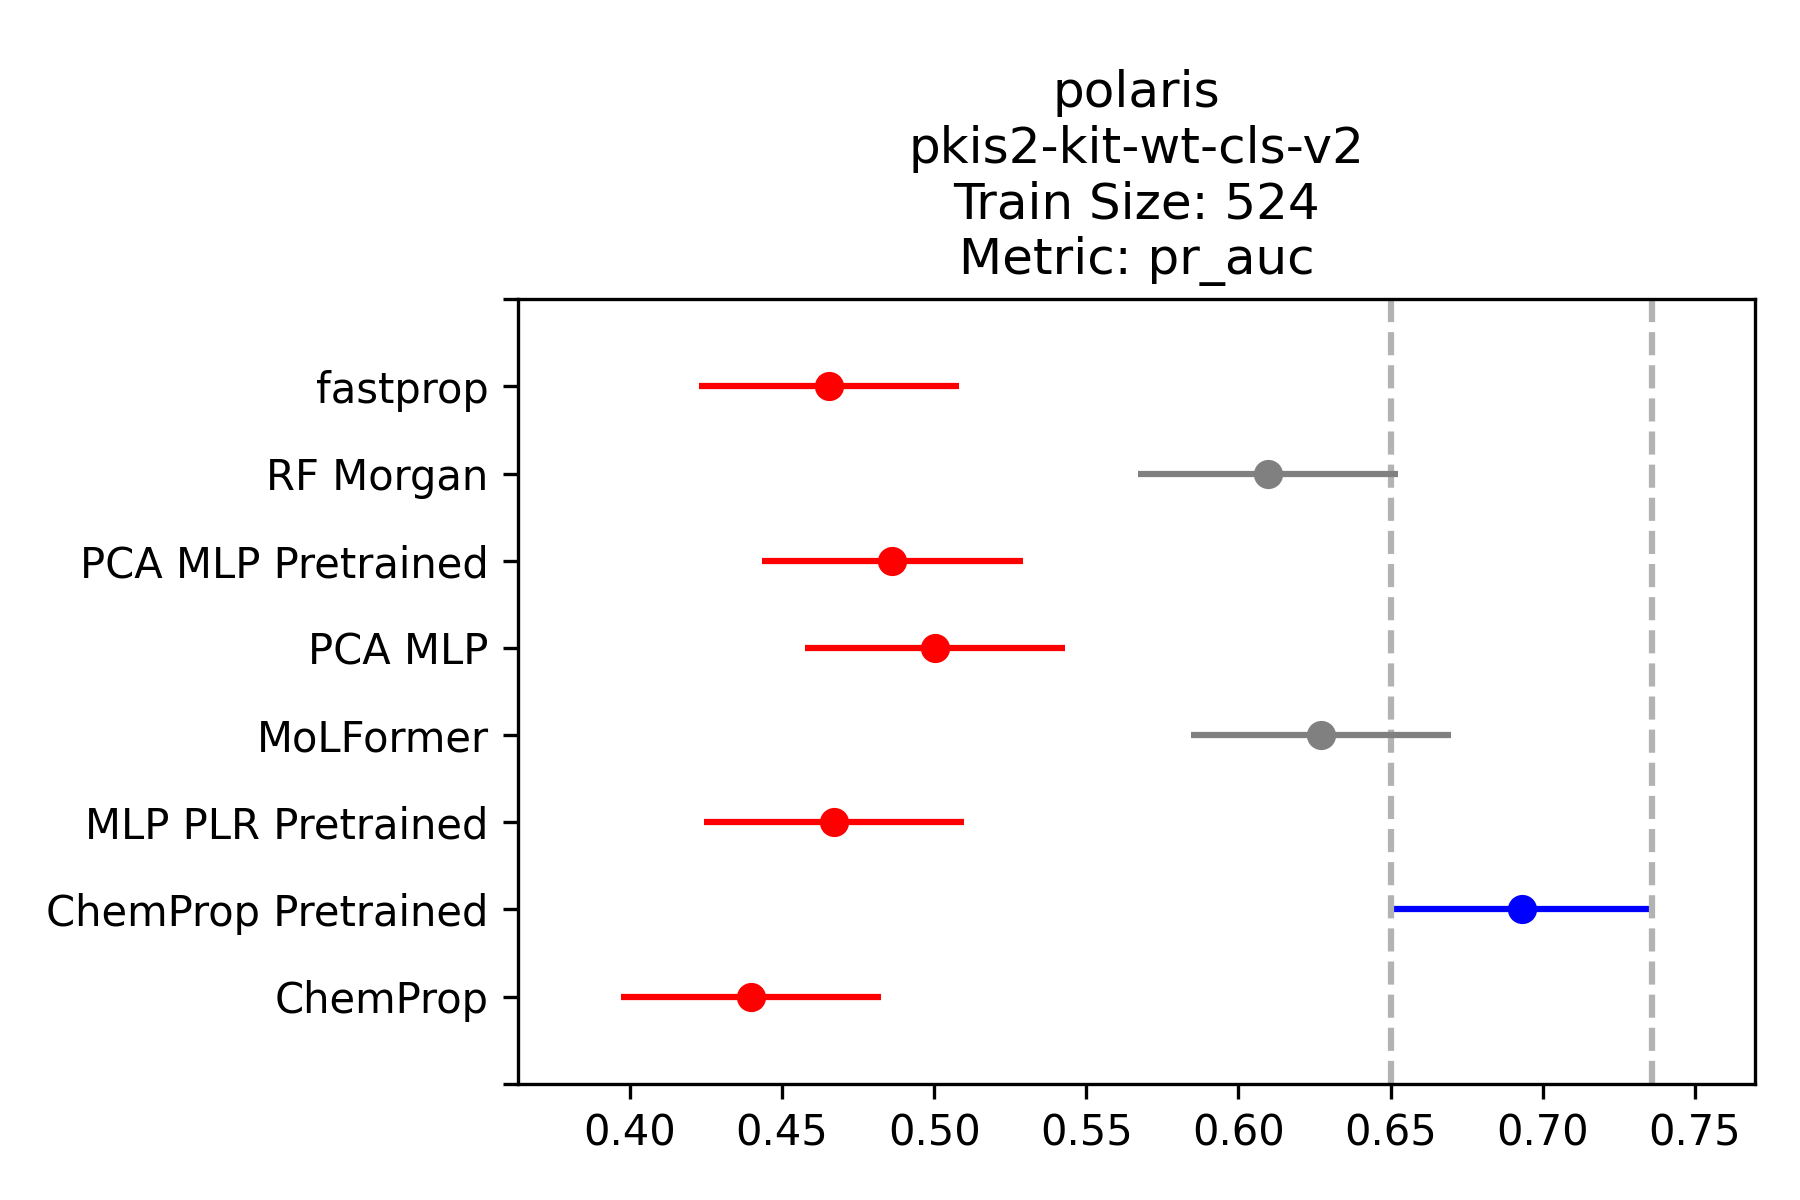 polaris
pkis2-kit-wt-cls-v2
Train Size: 524
Metric: pr_auc
fastprop
RF Morgan
PCA MLP Pretrained
PCA MLP
MoLFormer
MLP PLR Pretrained
ChemProp Pretrained
ChemProp
0.40 0.45 0.50 0.55 0.60 0.65 0.70 0.75